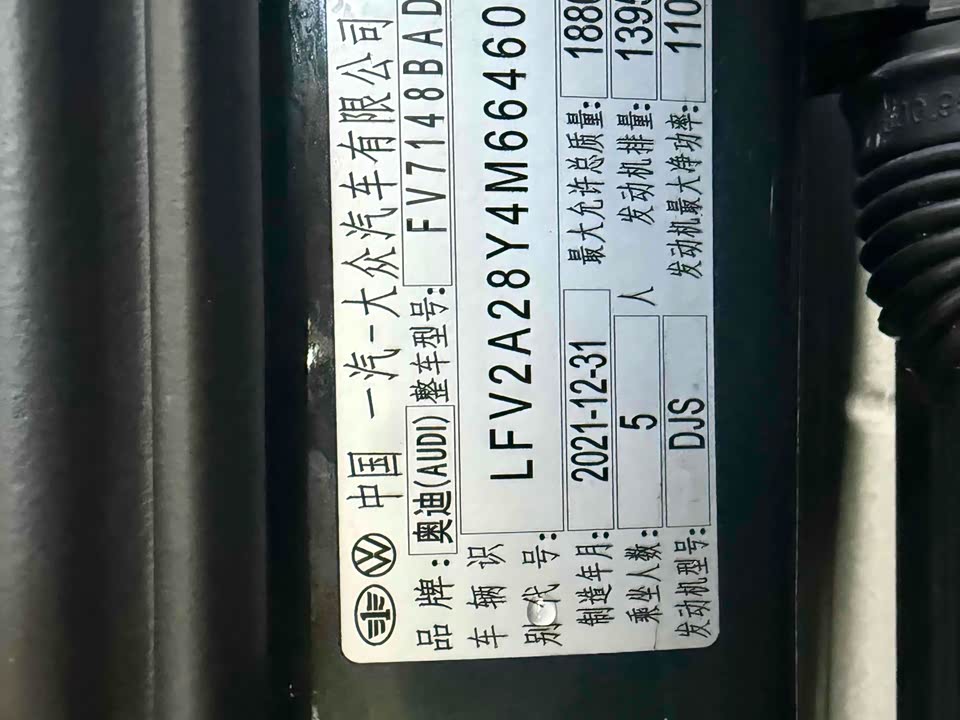 中国 一汽-大众汽车有限公司
品牌: 奥迪(AUDI) 整车型号: FV7148BAD
车辆识
别代号: LFV2A28Y4M66460
制造年月: 2021-12-31 最大允许总质量: 188
乘坐人数: 5 人 发动机排量: 1395
发动机型号: DJS 发动机最大净功率: 110